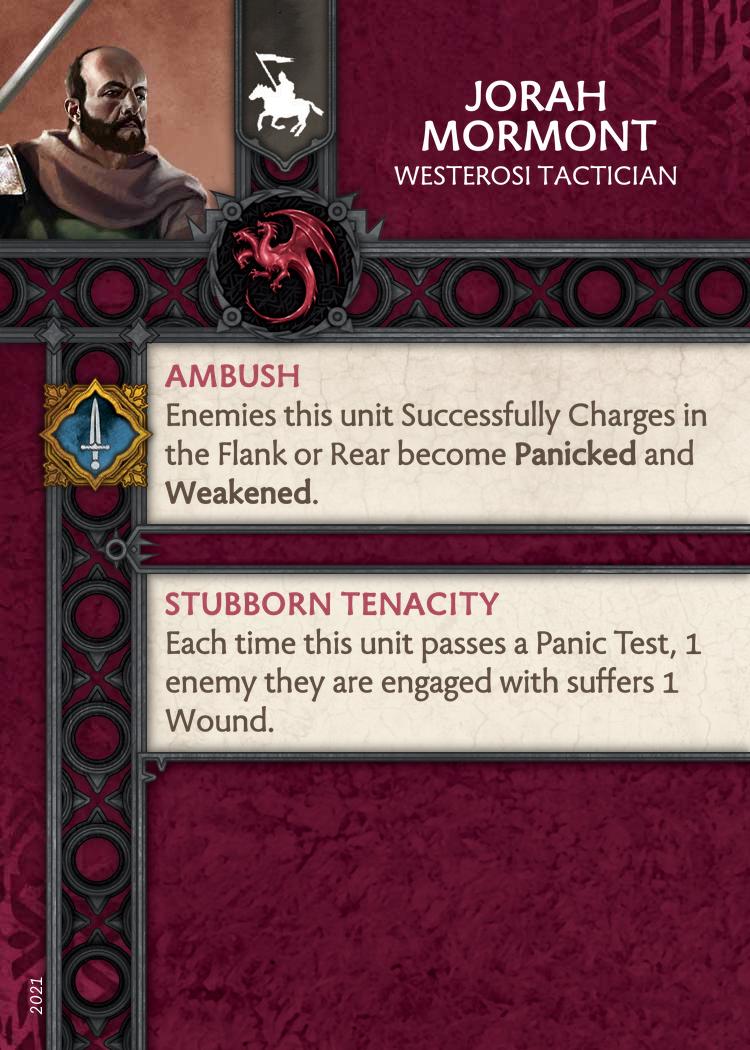 JORAH
MORMONT
WESTEROSI TACTICIAN
AMBUSH
Enemies this unit Successfully Charges in
the Flank or Rear become Panicked and
Weakened.
STUBBORN TENACITY
Each time this unit passes a Panic Test, 1
enemy they are engaged with suffers 1
Wound.
2021